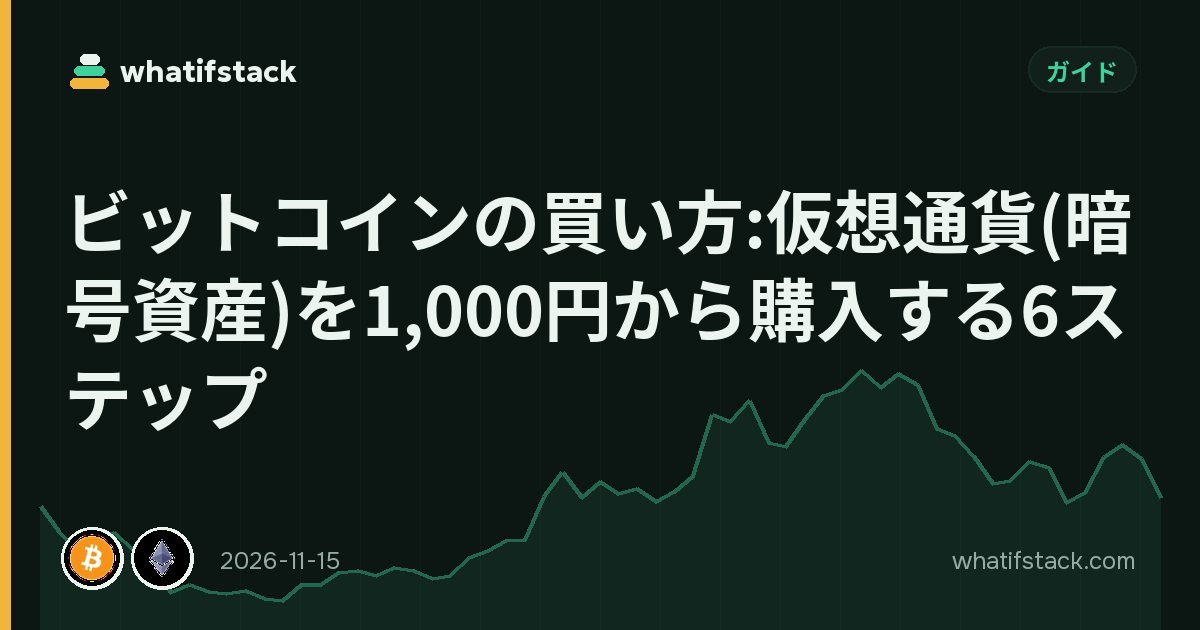 whatifstack
ガイド
ビットコインの買い方:仮想通貨(暗
号資産)を1,000円から購入する6ス
テップ
2026-11-15
whatifstack.com